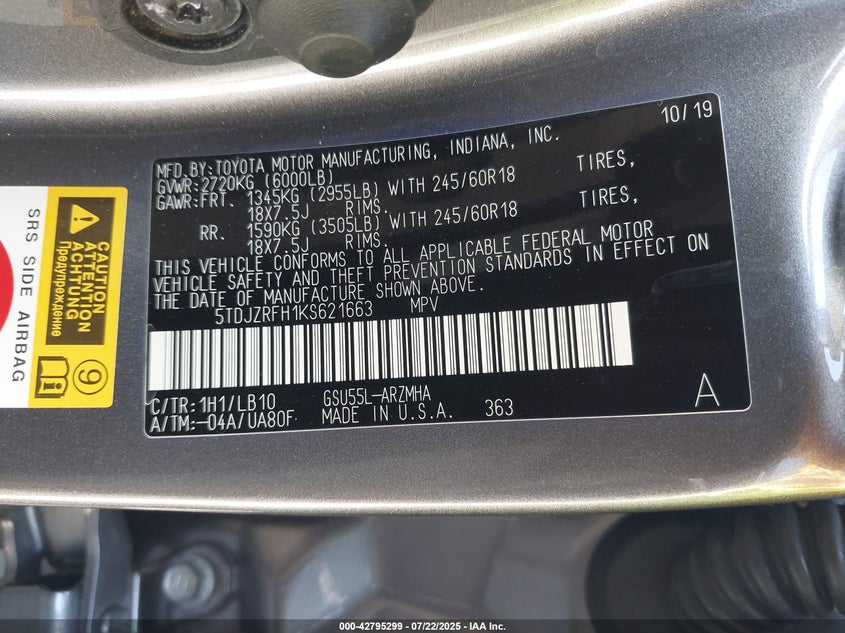 10/19
MFD.BY:TOYOTA MOTOR MANUFACTURING, INDIANA, INC.
GVWR:2720KG (6000LB)
GAWR:FRT. 1345KG (2955LB) WITH 245/60R18 TIRES,
18X7.5J RIMS.
RR. 1590KG (3505LB) WITH 245/60R18 TIRES,
18X7.5J RIMS.
THIS VEHICLE CONFORMS TO ALL APPLICABLE FEDERAL MOTOR
VEHICLE SAFETY AND THEFT PREVENTION STANDARDS IN EFFECT ON
THE DATE OF MANUFACTURE SHOWN ABOVE.
5TDJZRFH1KS621663 MPV
C/TR:1H1/LB10 GSU55L-ARZMHA
A/TM:-04A/UA80F MADE IN U.S.A. 363
A
SRS SIDE AIRBAG
CAUTION
ATTENTION
ACHTUNG
Предупреждение
9
000-42795299 - 07/22/2025 - IAA Inc.